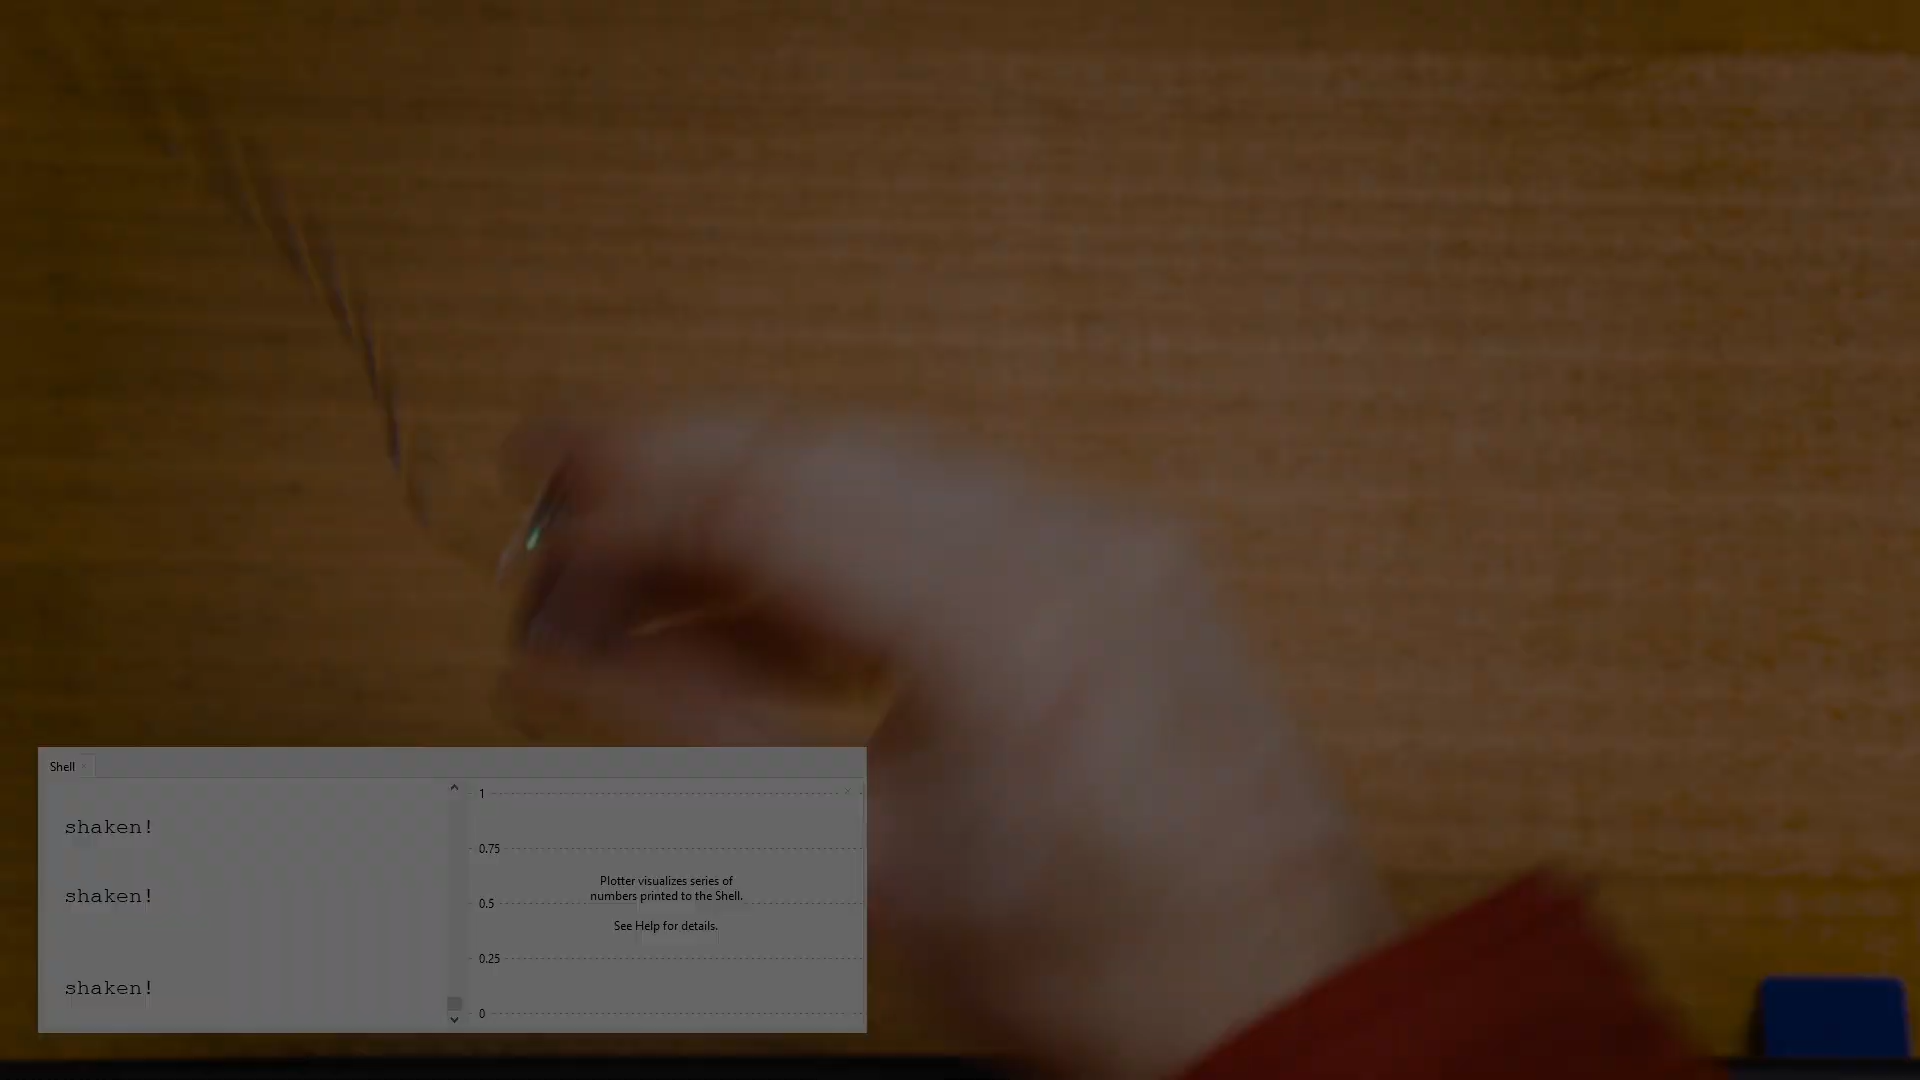 Shell
shaken!
shaken!
shaken!
1
0.75
Plotter visualizes series of
numbers printed to the Shell.
0.5
See Help for details.
0.25
0